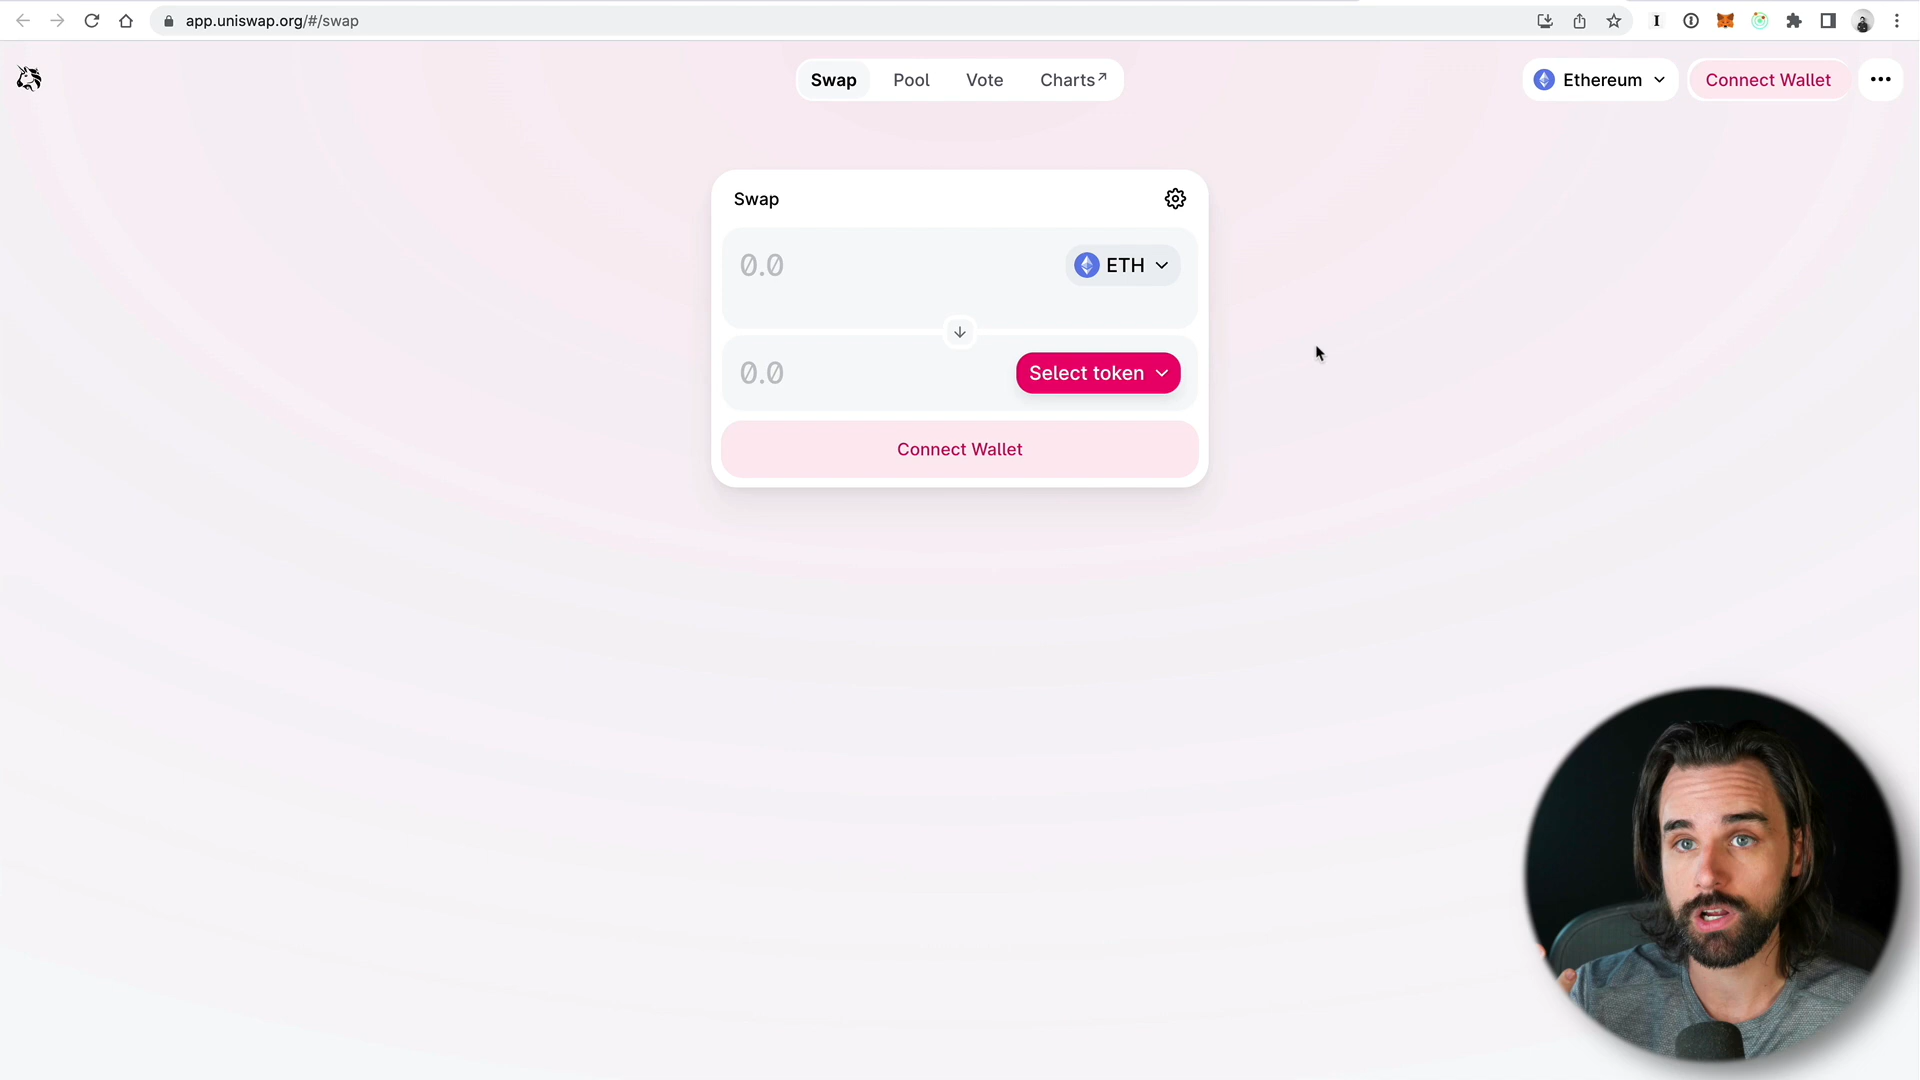 app.uniswap.org/#/swap
Swap
Pool
Vote
Charts↗
Ethereum
Connect Wallet
Swap
0.0
ETH
0.0
Select token
Connect Wallet